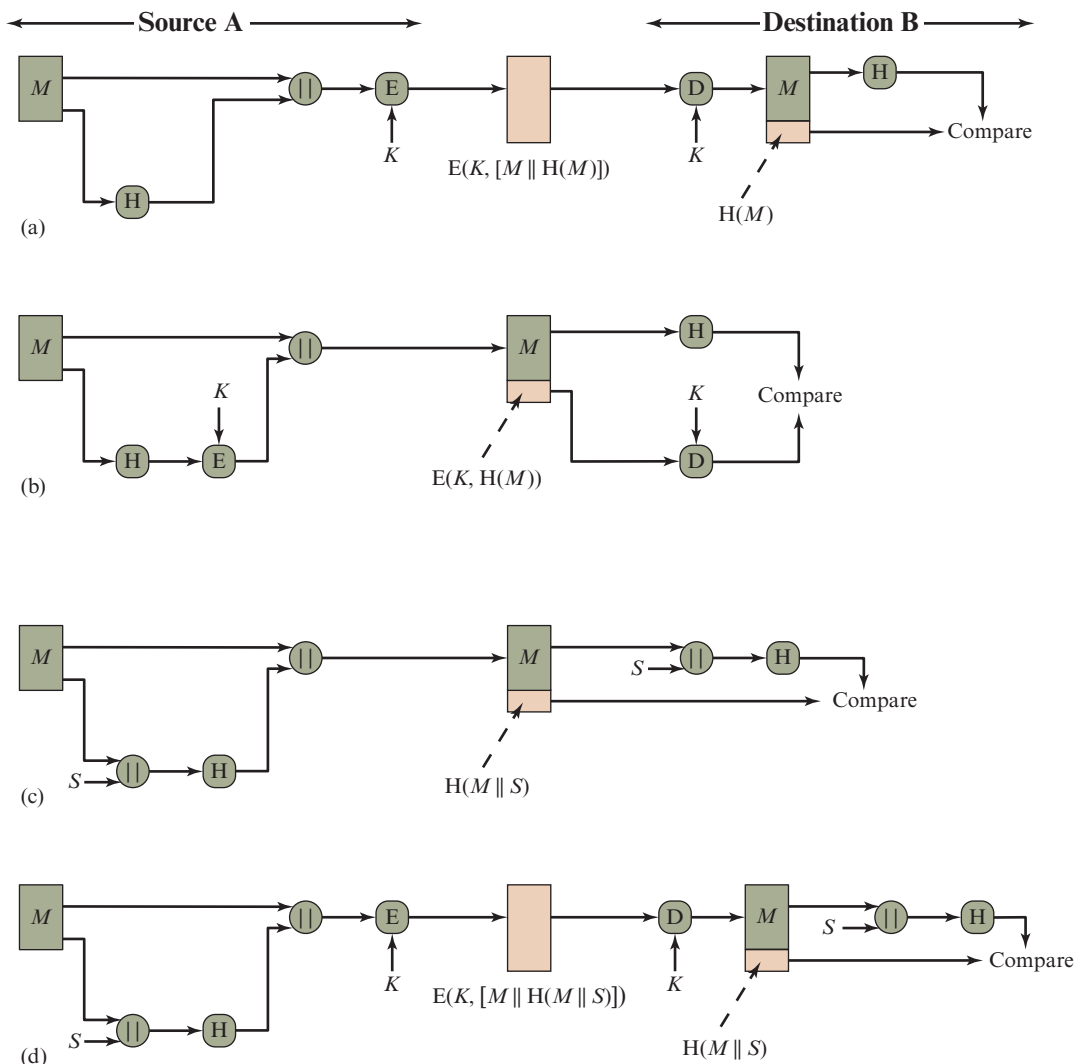 Source A Destination B
M || E D M H
K K Compare
E(K, [M || H(M)])
H H(M)
(a)
M || M H
K K Compare
H E D
E(K, H(M))
(b)
M || M S || H
Compare
S || H H(M || S)
(c)
M || E D M S || H
K K Compare
E(K, [M || H(M || S)])
S || H H(M || S)
(d)